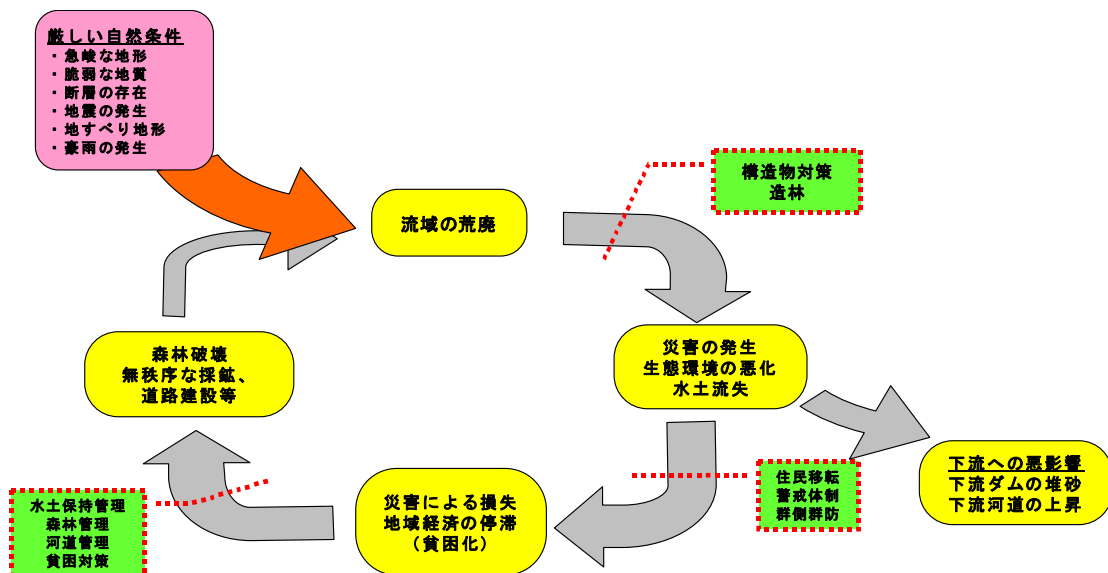 厳しい自然条件
・急峻な地形
・脆弱な地質
・断層の存在
・地震の発生
・地すべり地形
・豪雨の発生
構造物対策
造林
流域の荒廃
森林破壊
無秩序な採鉱、
道路建設等
災害の発生
生態環境の悪化
水土流失
下流への悪影響
下流ダムの堆砂
下流河道の上昇
住民移転
警戒体制
群側群防
災害による損失
地域経済の停滞
(貧困化)
水土保持管理
森林管理
河道管理
貧困対策